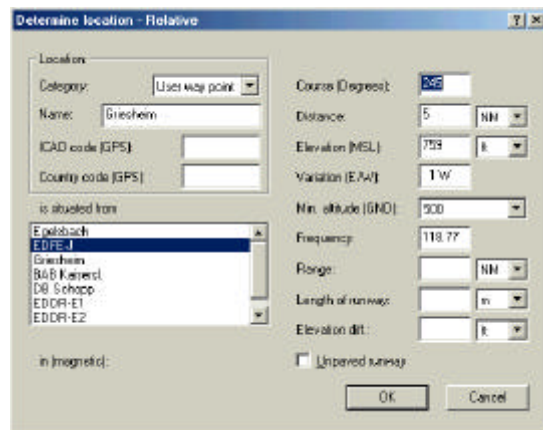 Determine location - Relative
Location
Category: User way point
Name: Griesheim
ICAO code (GPS):
Country code (GPS):
is situated from
Egelsbach
EDFE-J
Griesheim
BAB Kaisersl.
DB Schopp
EDDR-E1
EDDR-E2
in (magnetic):
Course (Degrees): 245
Distance: 5 NM
Elevation (MSL): 759 ft
Variation (E/W): 1 W
Min. altitude (GND): 500
Frequency: 118.77
Range: NM
Length of runway: m
Elevation diff.: ft
Unpaved runway
OK Cancel